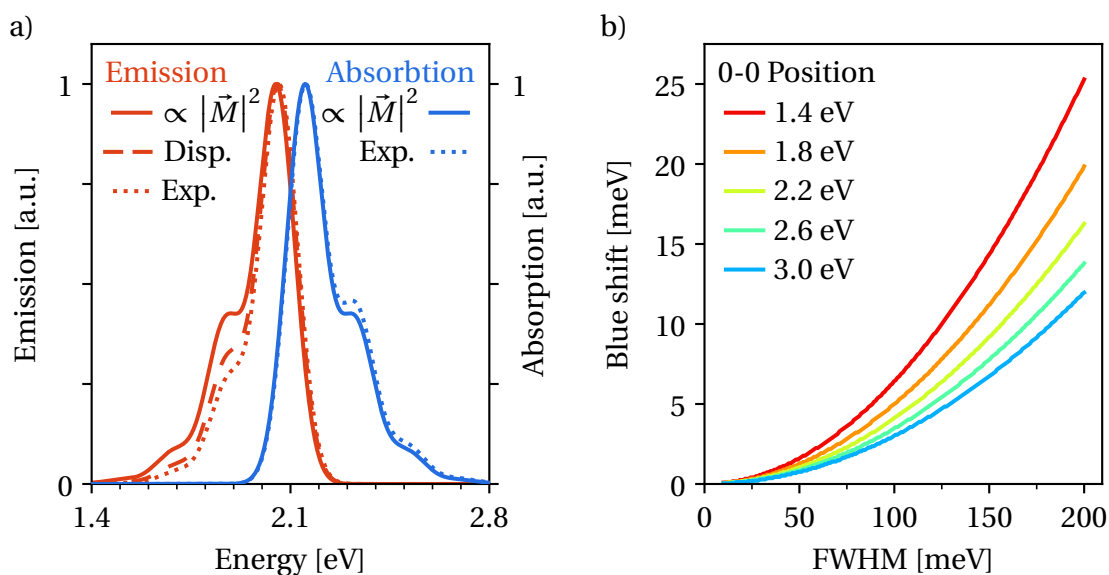 a)
Emission
Absorbtion
∝ |M⃗|²
∝ |M⃗|²
Disp.
Exp.
Exp.
1
0
1
1.4
2.1
2.8
Energy [eV]
Emission [a.u.]
Absorption [a.u.]
b)
0-0 Position
1.4 eV
1.8 eV
2.2 eV
2.6 eV
3.0 eV
25
20
15
10
5
0
0
50
100
150
200
FWHM [meV]
Blue shift [meV]